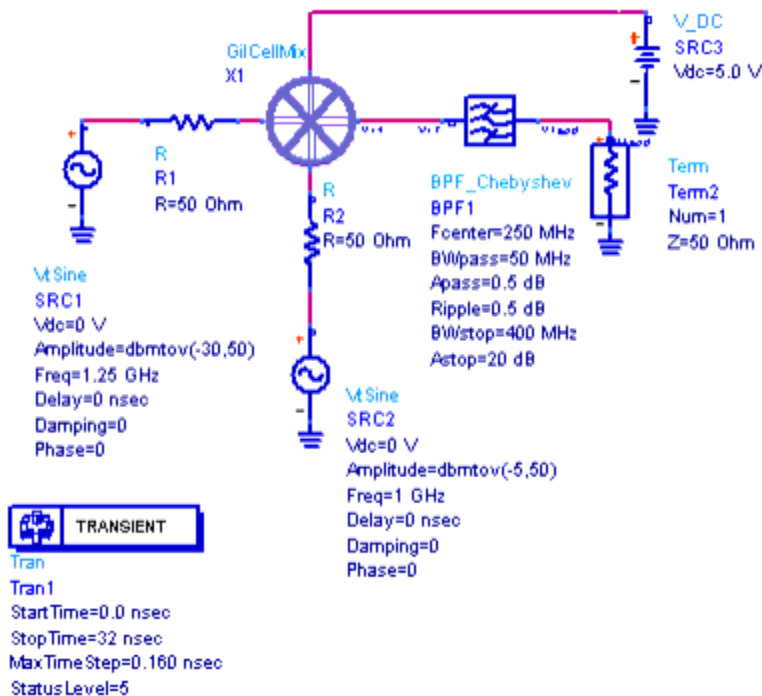 V_DC
SRC3
Vdc=5.0 V
GilCellMix
X1
R
R1
R=50 Ohm
R
R2
R=50 Ohm
BPF_Chebyshev
BPF1
Fcenter=250 MHz
BWpass=50 MHz
Apass=0.5 dB
Ripple=0.5 dB
BWstop=400 MHz
Astop=20 dB
Term
Term2
Num=1
Z=50 Ohm
VtSine
SRC1
Vdc=0 V
Amplitude=dbmtov(-30,50)
Freq=1.25 GHz
Delay=0 nsec
Damping=0
Phase=0
VtSine
SRC2
Vdc=0 V
Amplitude=dbmtov(-5,50)
Freq=1 GHz
Delay=0 nsec
Damping=0
Phase=0
TRANSIENT
Tran
Tran1
StartTime=0.0 nsec
StopTime=32 nsec
MaxTimeStep=0.160 nsec
StatusLevel=5